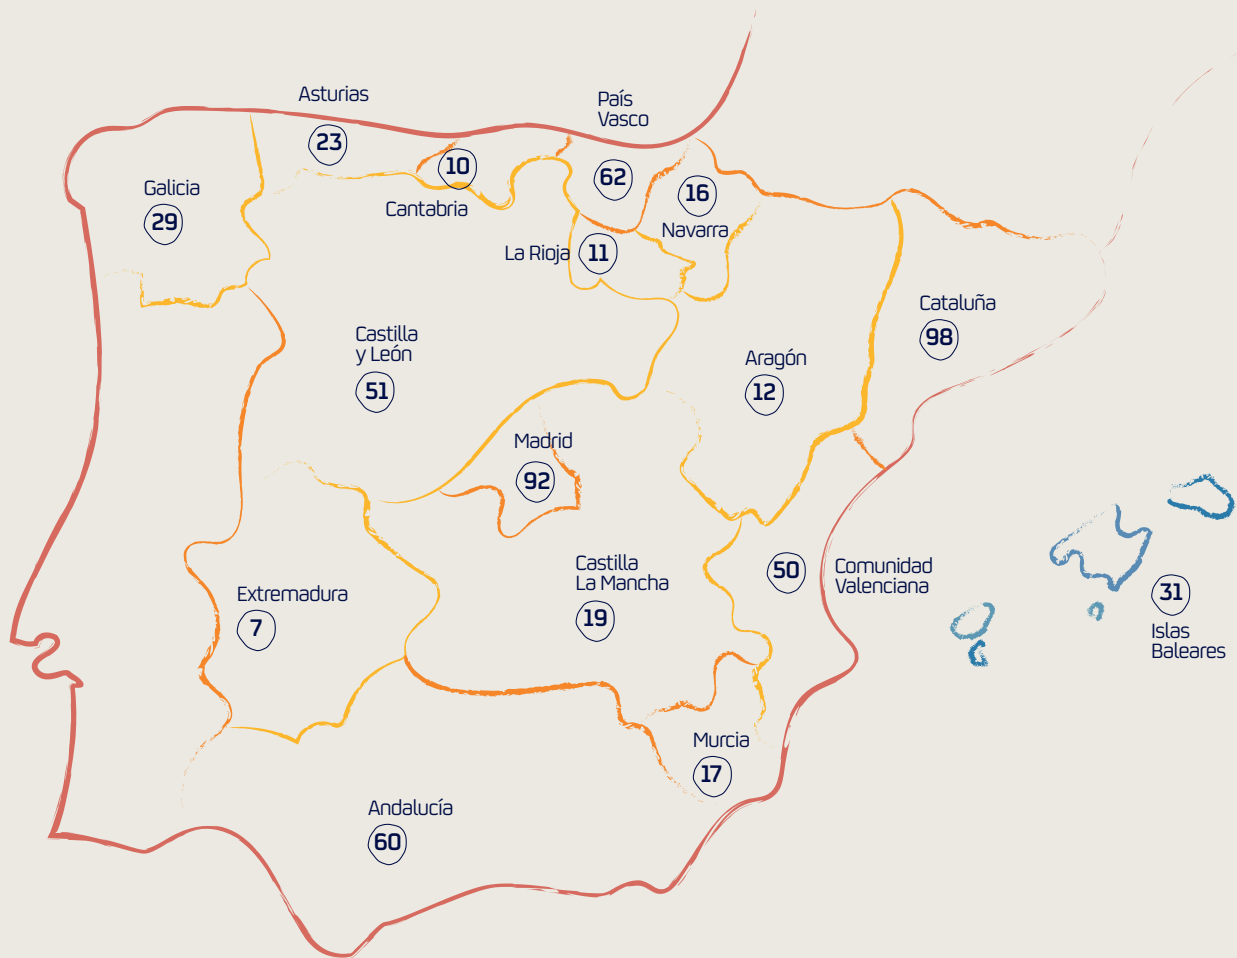 Asturias
23
País
Vasco
62
10
Cantabria
Galicia
29
16
Navarra
La Rioja
11
Cataluña
98
Castilla
y León
51
Aragón
12
Madrid
92
Castilla
La Mancha
19
50
Comunidad
Valenciana
31
Islas
Baleares
Extremadura
7
Murcia
17
Andalucía
60